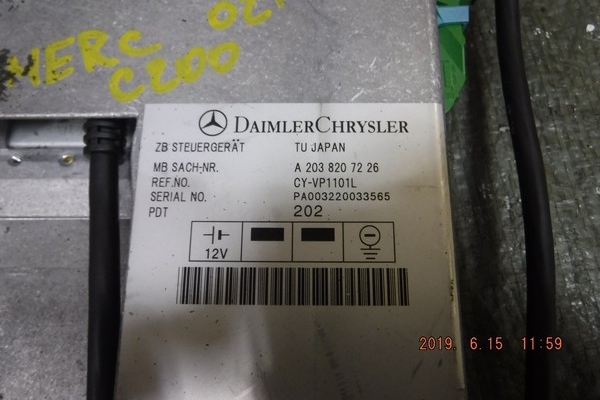 MERC 02
C200
DAIMLERCHRYSLER
ZB STEUERGERÄT TU JAPAN
MB SACH-NR. A 203 820 72 26
REF.NO. CY-VP1101L
SERIAL NO. PA003220033565
PDT 202
12V
2019. 6.15 11:59